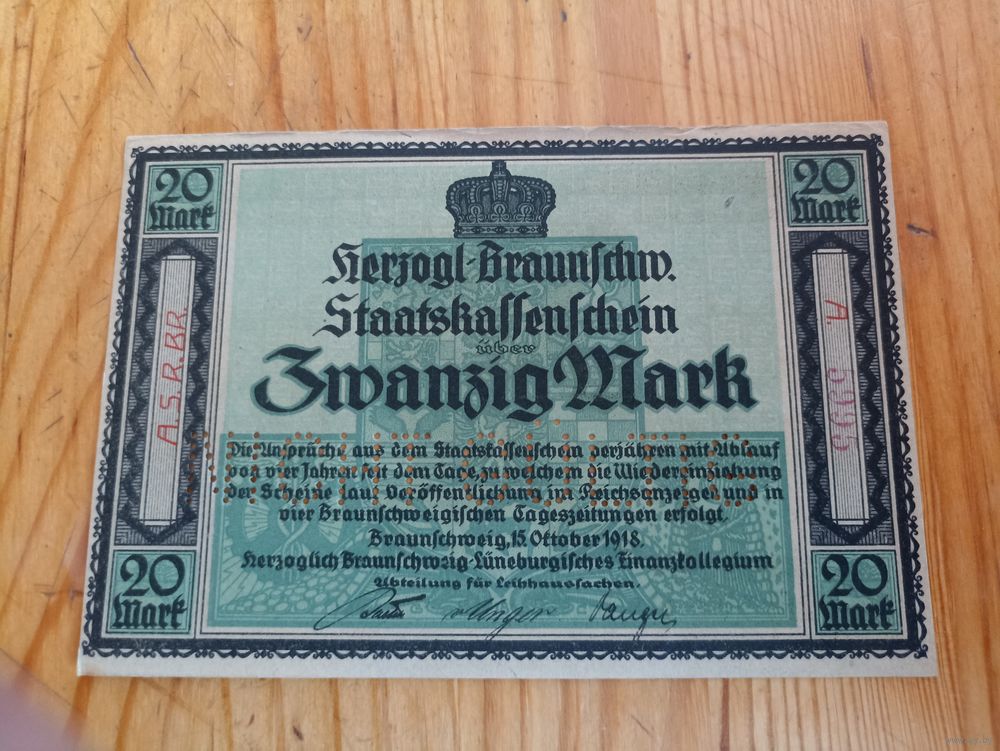 20 Mark
20 Mark
Herzogl. Braunschw.
Staatskassenschein
über
Zwanzig Mark
A.S.R.BR.
A.
Die Ansprüche aus dem Staatskassenschein verjähren mit Ablauf
von vier Jahren seit dem Tage, zu welchem die Wiedereinziehung
der Scheine laut Veröffentlichung im Reichsanzeiger und in
vier Braunschweigischen Tageszeitungen erfolgt.
Braunschweig, 15. Oktober 1918.
Herzoglich Braunschweig-Lüneburgisches Finanzkollegium
Abteilung für Leihhaussachen.
20 Mark
20 Mark